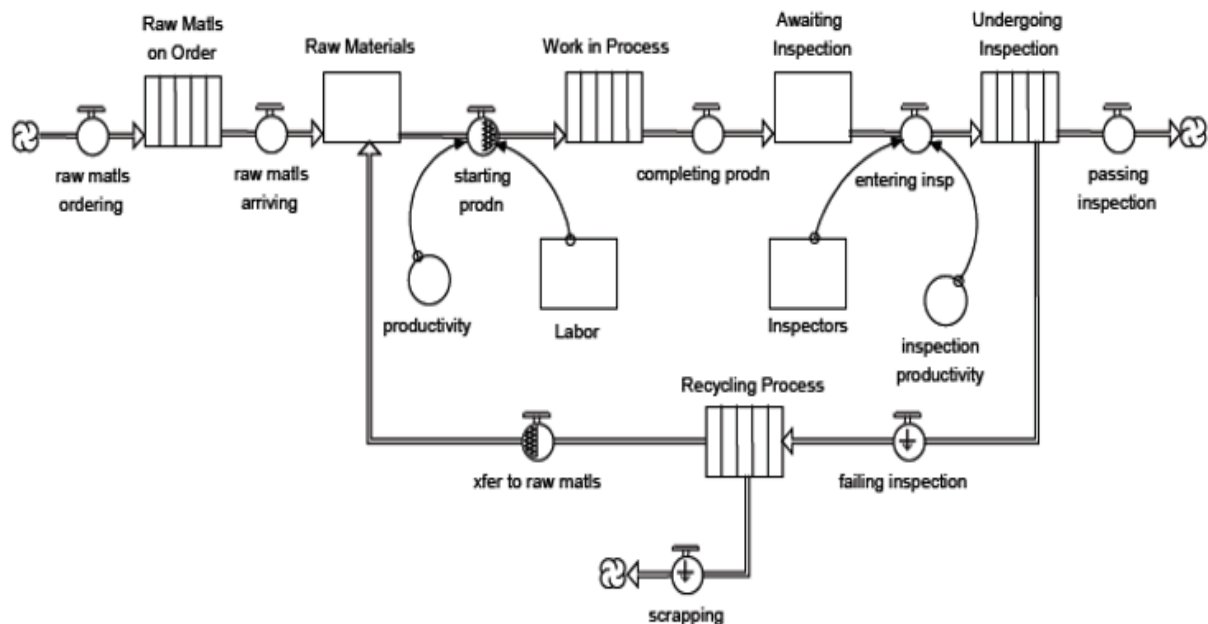 Raw Matls
on Order
Raw Materials
Work in Process
Awaiting
Inspection
Undergoing
Inspection
raw matls
ordering
raw matls
arriving
starting
prodn
completing prodn
entering insp
passing
inspection
productivity
Labor
Inspectors
inspection
productivity
Recycling Process
xfer to raw matls
failing inspection
scrapping